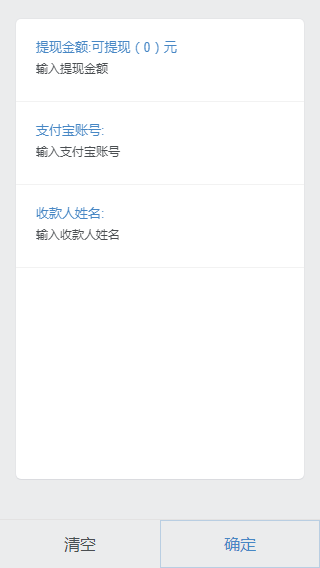 提现金额:可提现（0）元
输入提现金额
支付宝账号:
输入支付宝账号
收款人姓名:
输入收款人姓名
清空
确定